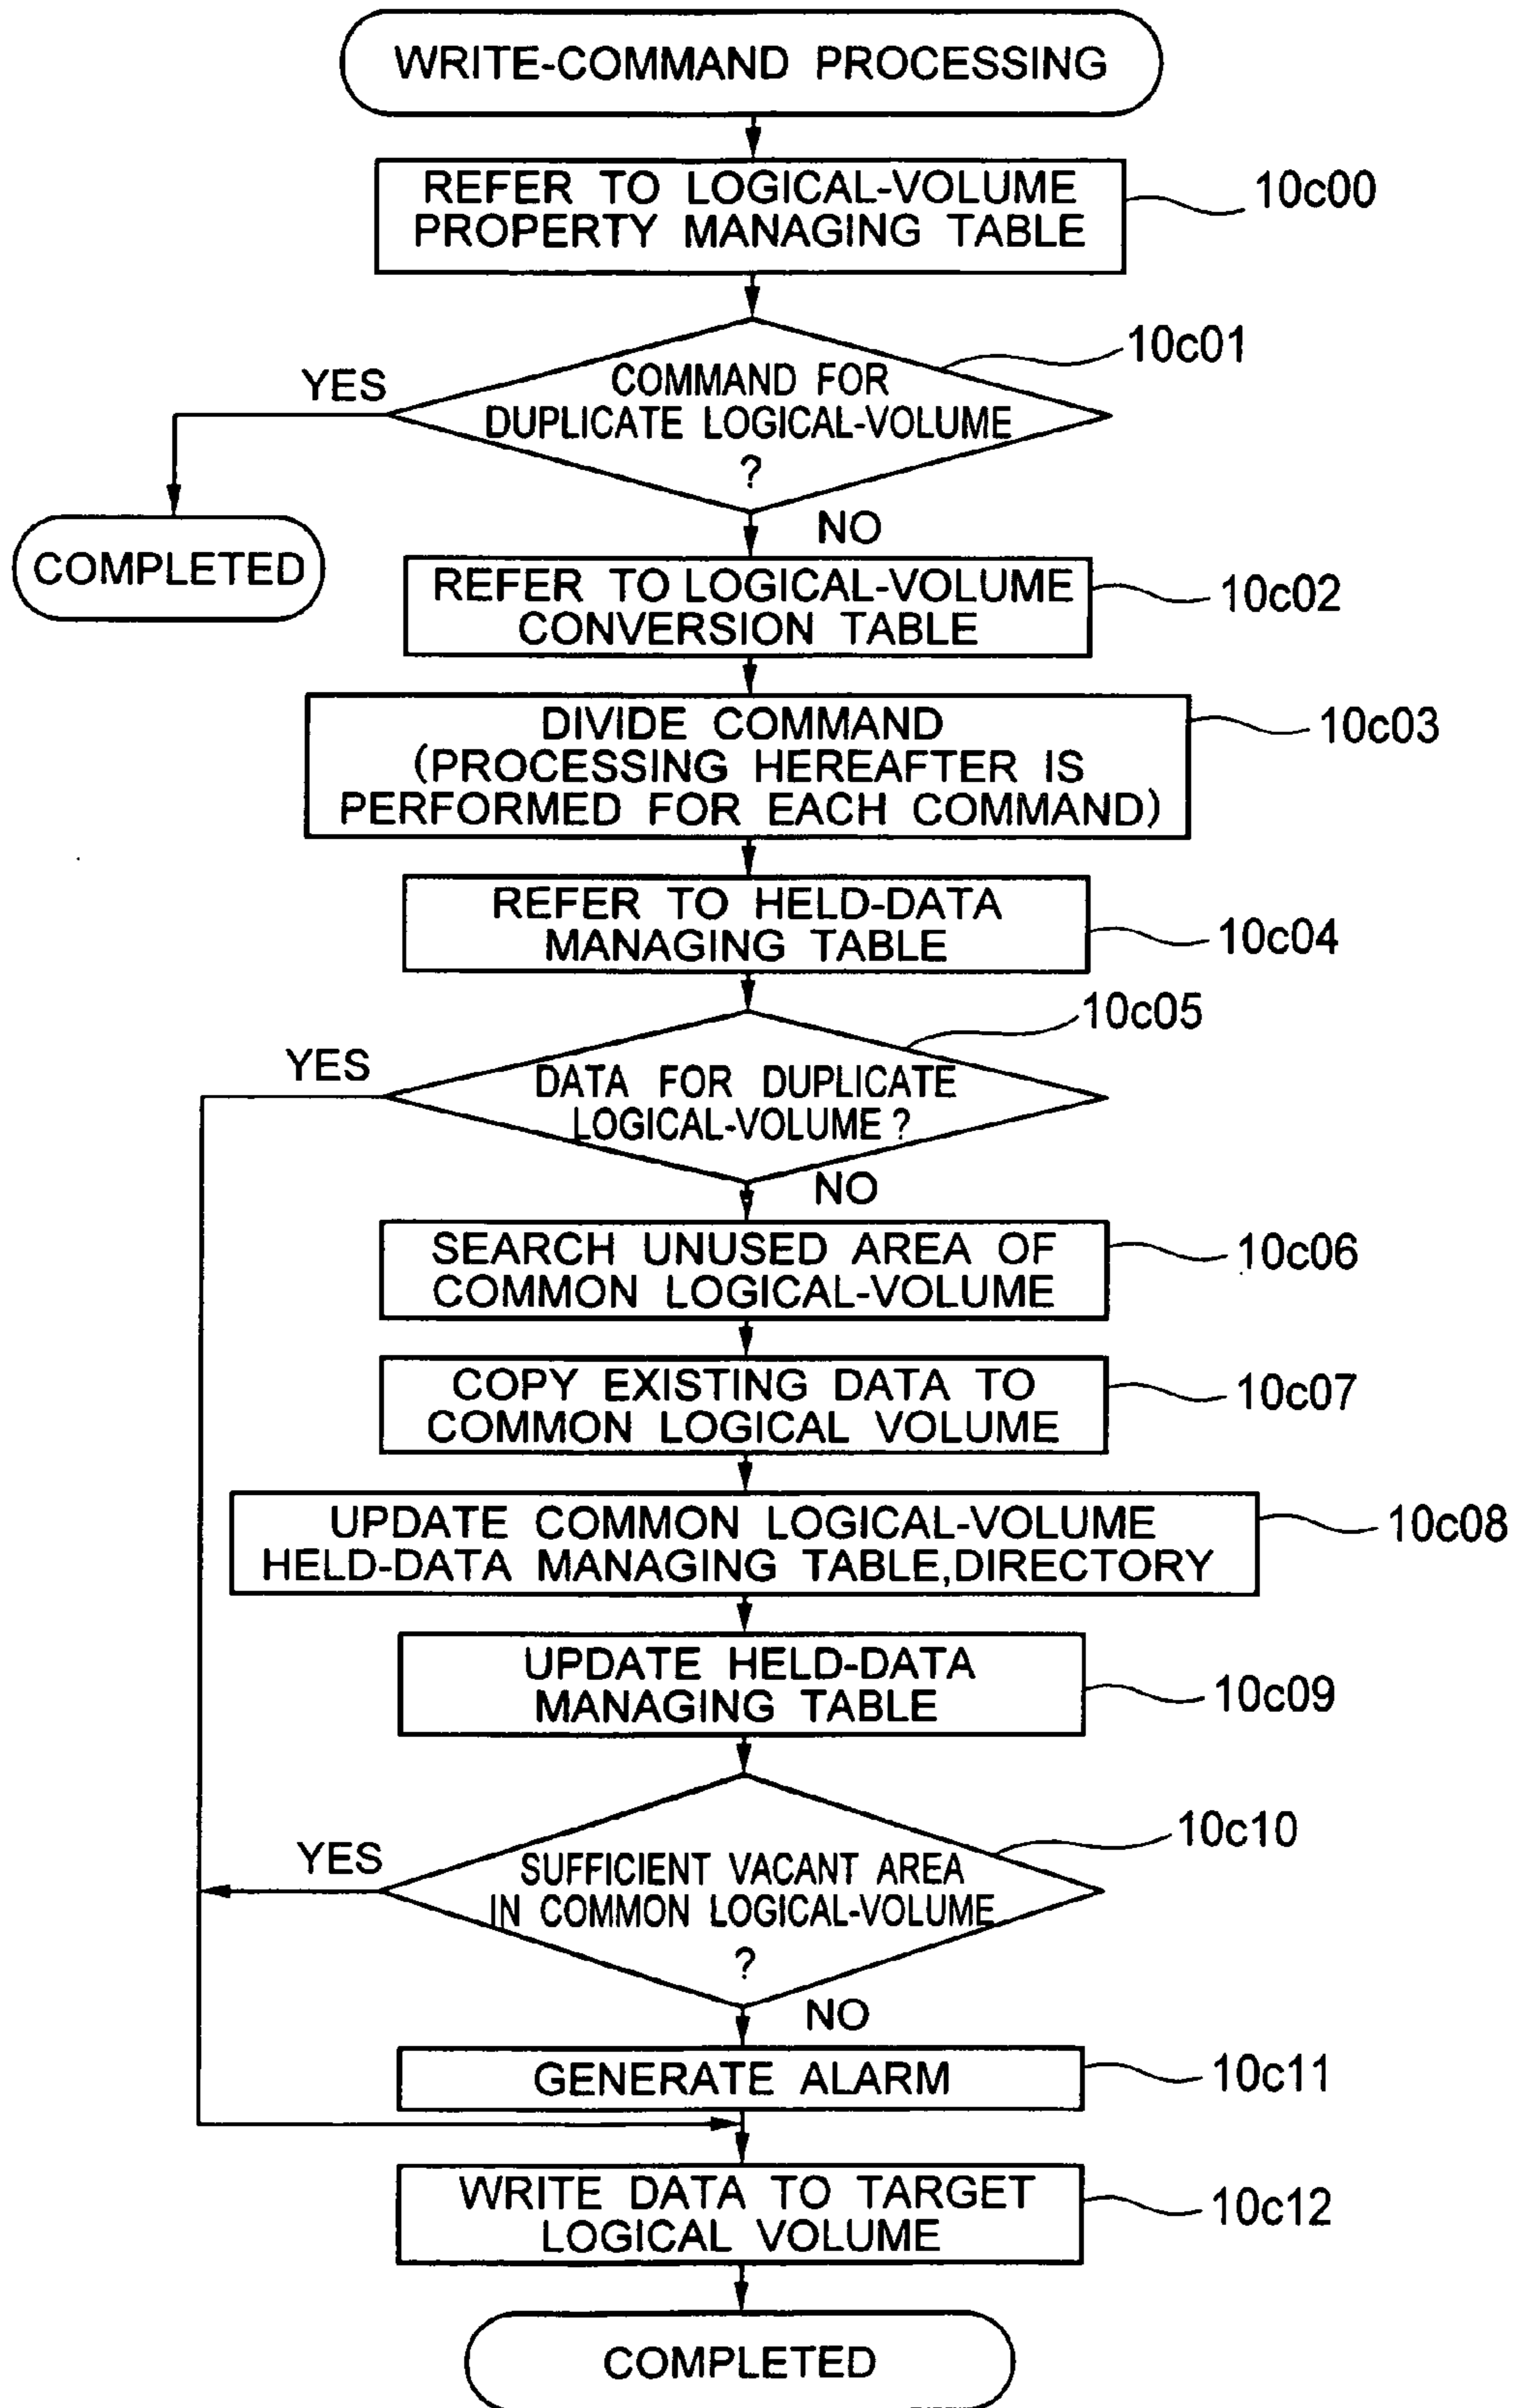 WRITE-COMMAND PROCESSING
REFER TO LOGICAL-VOLUME
PROPERTY MANAGING TABLE
10c00
10c01
YES
COMMAND FOR
DUPLICATE LOGICAL-VOLUME
?
NO
COMPLETED
REFER TO LOGICAL-VOLUME
CONVERSION TABLE
10c02
DIVIDE COMMAND
(PROCESSING HEREAFTER IS
PERFORMED FOR EACH COMMAND)
10c03
REFER TO HELD-DATA
MANAGING TABLE
10c04
10c05
YES
DATA FOR DUPLICATE
LOGICAL-VOLUME ?
NO
SEARCH UNUSED AREA OF
COMMON LOGICAL-VOLUME
10c06
COPY EXISTING DATA TO
COMMON LOGICAL VOLUME
10c07
UPDATE COMMON LOGICAL-VOLUME
HELD-DATA MANAGING TABLE,DIRECTORY
10c08
UPDATE HELD-DATA
MANAGING TABLE
10c09
10c10
YES
SUFFICIENT VACANT AREA
IN COMMON LOGICAL-VOLUME
?
NO
GENERATE ALARM
10c11
WRITE DATA TO TARGET
LOGICAL VOLUME
10c12
COMPLETED